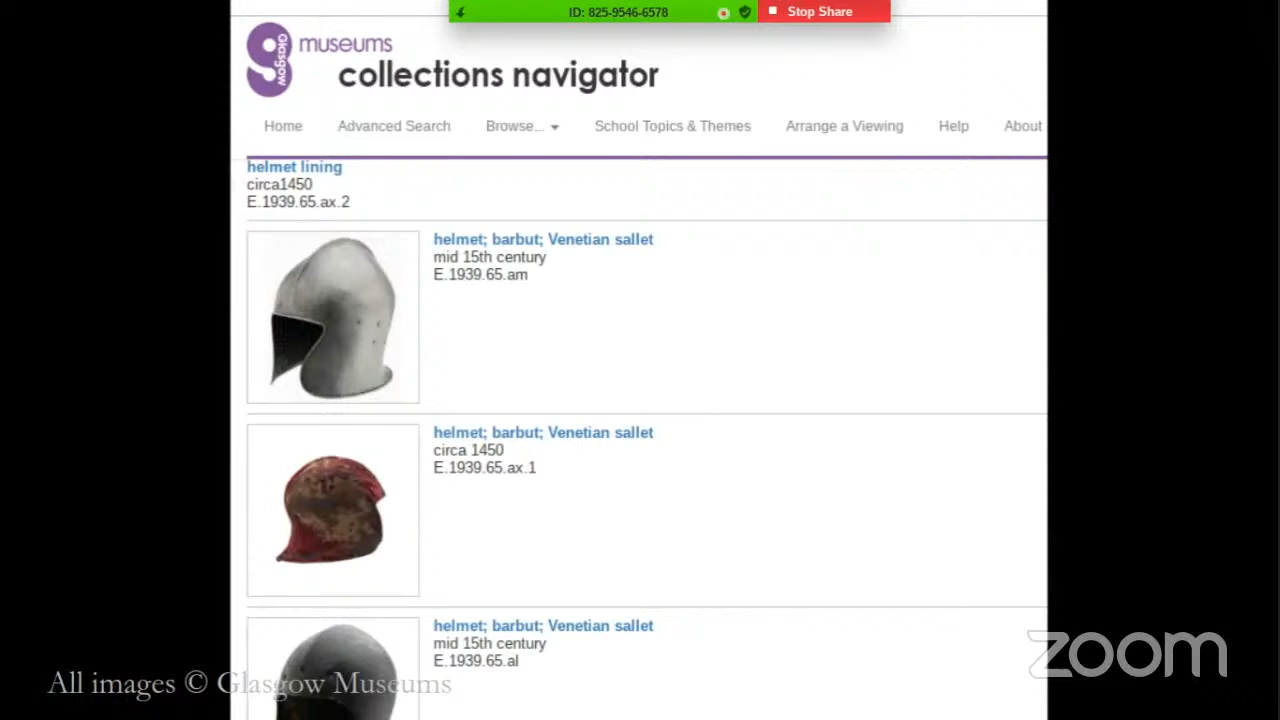 ID: 825-9546-6578
Stop Share
Glasgow
museums
collections navigator
Home Advanced Search Browse... School Topics & Themes Arrange a Viewing Help About
helmet lining
circa1450
E.1939.65.ax.2
helmet; barbut; Venetian sallet
mid 15th century
E.1939.65.am
helmet; barbut; Venetian sallet
circa 1450
E.1939.65.ax.1
helmet; barbut; Venetian sallet
mid 15th century
E.1939.65.al
zoom
All images © Glasgow Museums